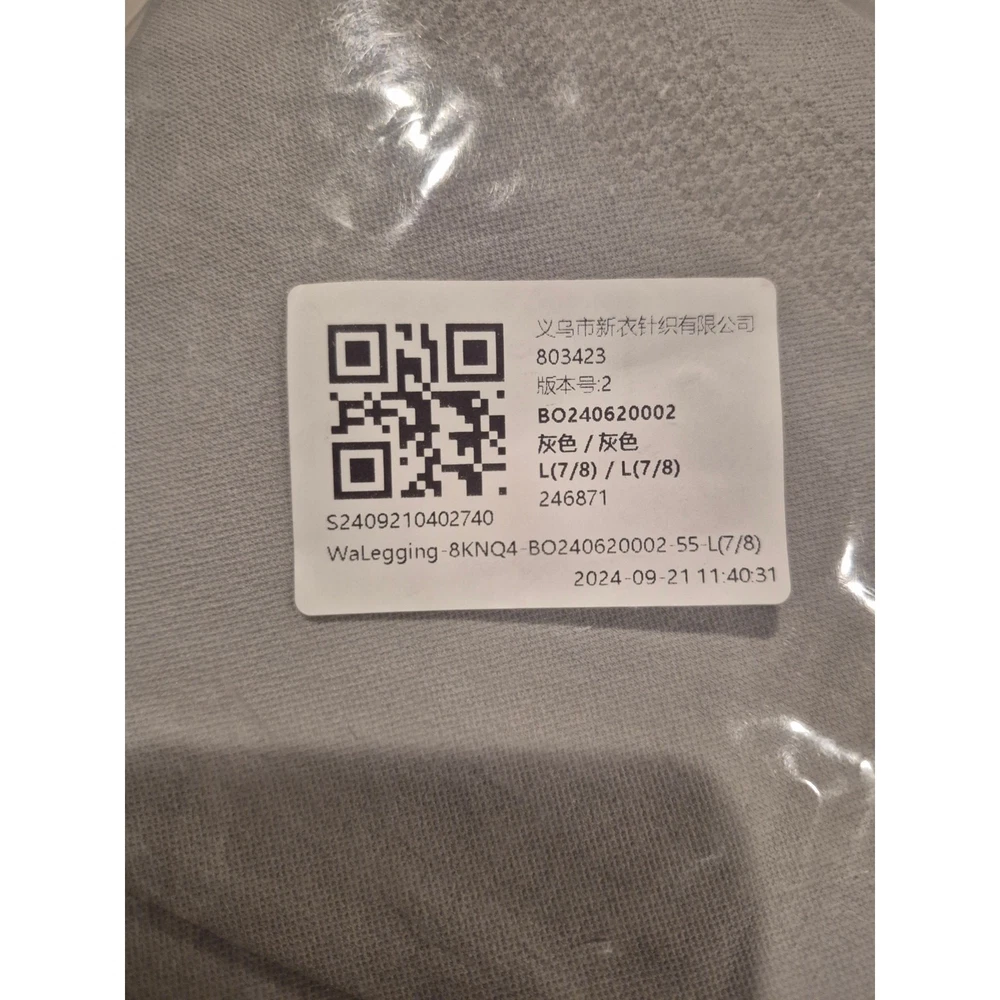 义乌市新衣针织有限公司
803423
版本号:2
BO240620002
灰色 / 灰色
L(7/8) / L(7/8)
246871
S2409210402740
WaLegging-8KNQ4-BO240620002-55-L(7/8)
2024-09-21 11:40:31